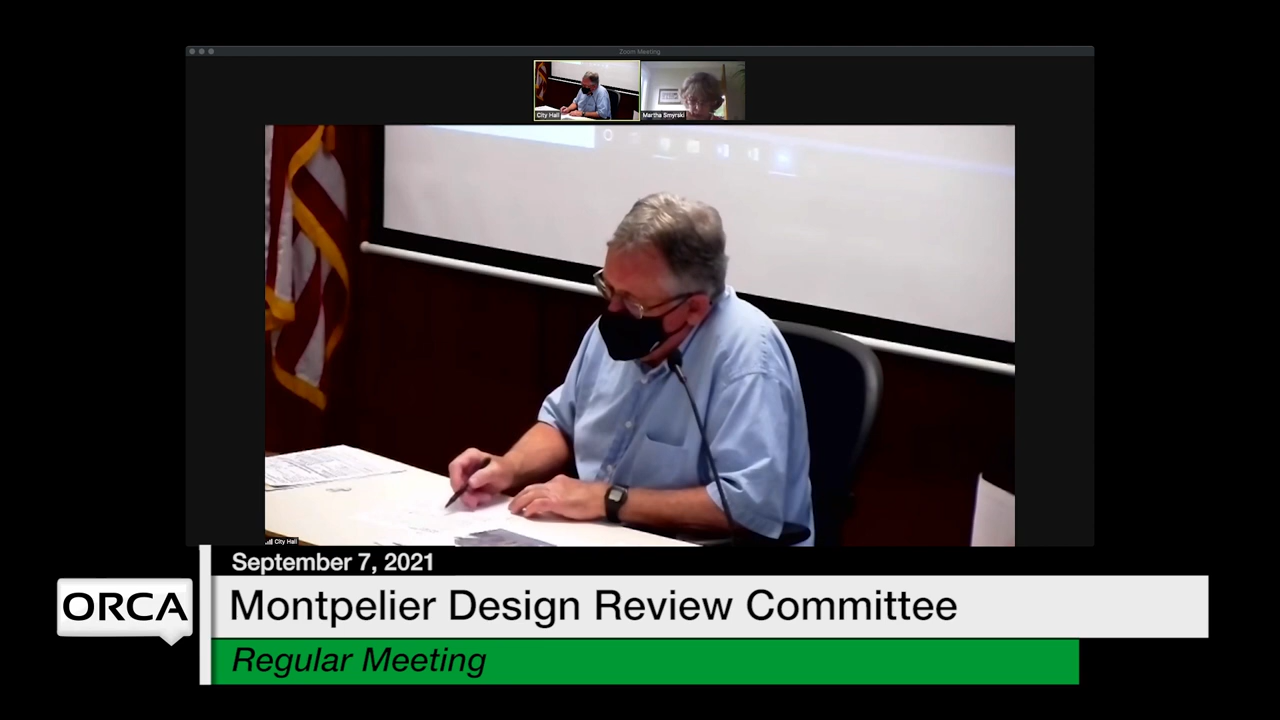 Zoom Meeting
City Hall
Martha Smyrski
City Hall
September 7, 2021
ORCA
Montpelier Design Review Committee
Regular Meeting